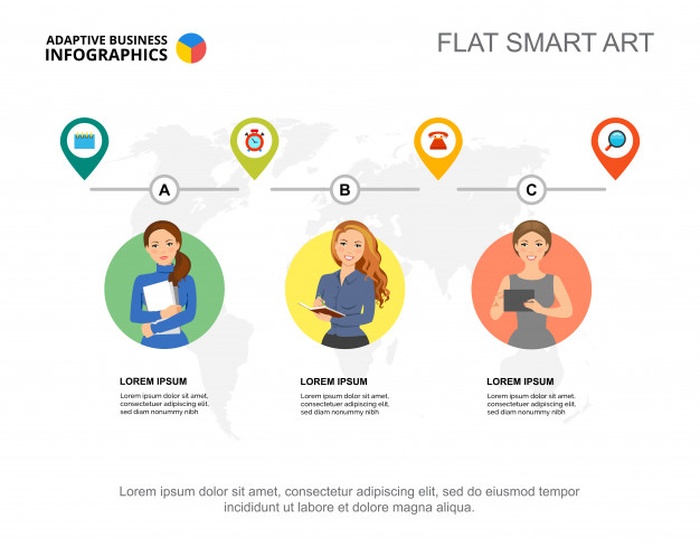 ADAPTIVE BUSINESS
INFOGRAPHICS
FLAT SMART ART
A
B
C
LOREM IPSUM
Lorem ipsum dolor sit amet,
consectetuer adipiscing elit,
sed diam nonummy nibh
LOREM IPSUM
Lorem ipsum dolor sit amet,
consectetuer adipiscing elit,
sed diam nonummy nibh
LOREM IPSUM
Lorem ipsum dolor sit amet,
consectetuer adipiscing elit,
sed diam nonummy nibh
Lorem ipsum dolor sit amet, consectetur adipiscing elit, sed do eiusmod tempor
incididunt ut labore et dolore magna aliqua.